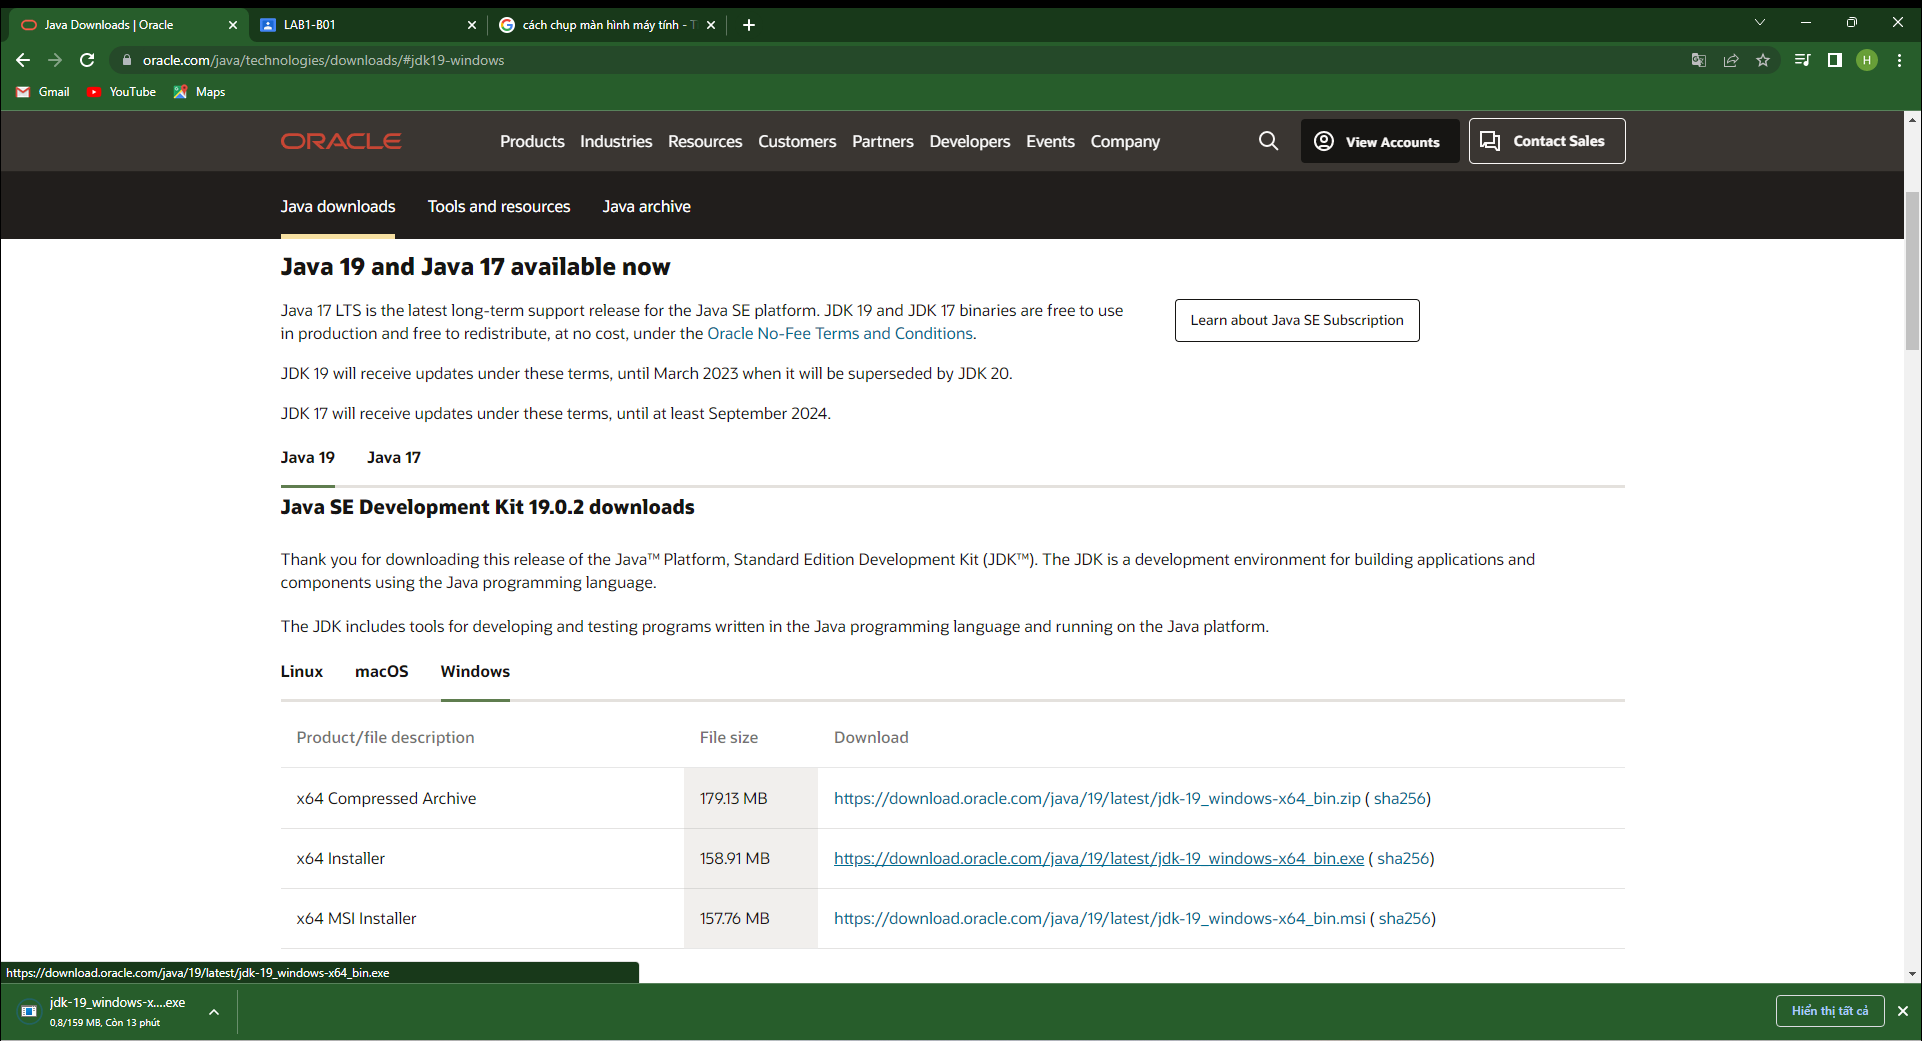 Java Downloads | Oracle
LAB1-B01
cách chụp màn hình máy tính - T
oracle.com/java/technologies/downloads/#jdk19-windows
H
Gmail
YouTube
Maps
ORACLE
Products
Industries
Resources
Customers
Partners
Developers
Events
Company
View Accounts
Contact Sales
Java downloads
Tools and resources
Java archive
Java 19 and Java 17 available now
Java 17 LTS is the latest long-term support release for the Java SE platform. JDK 19 and JDK 17 binaries are free to use
in production and free to redistribute, at no cost, under the Oracle No-Fee Terms and Conditions.
Learn about Java SE Subscription
JDK 19 will receive updates under these terms, until March 2023 when it will be superseded by JDK 20.
JDK 17 will receive updates under these terms, until at least September 2024.
Java 19
Java 17
Java SE Development Kit 19.0.2 downloads
Thank you for downloading this release of the Java™ Platform, Standard Edition Development Kit (JDK™). The JDK is a development environment for building applications and
components using the Java programming language.
The JDK includes tools for developing and testing programs written in the Java programming language and running on the Java platform.
Linux
macOS
Windows
Product/file description
File size
Download
x64 Compressed Archive
179.13 MB
https://download.oracle.com/java/19/latest/jdk-19_windows-x64_bin.zip ( sha256)
x64 Installer
158.91 MB
https://download.oracle.com/java/19/latest/jdk-19_windows-x64_bin.exe ( sha256)
x64 MSI Installer
157.76 MB
https://download.oracle.com/java/19/latest/jdk-19_windows-x64_bin.msi ( sha256)
https://download.oracle.com/java/19/latest/jdk-19_windows-x64_bin.exe
jdk-19_windows-x....exe
0,8/159 MB, Còn 13 phút
Hiển thị tất cả